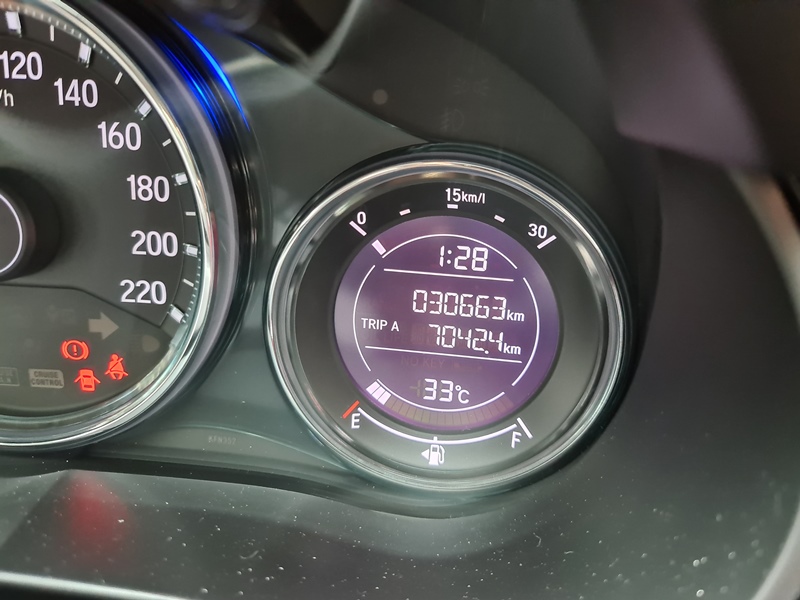 120
/h
140
160
180
200
220
CRUISE
CONTROL
0
15km/l
30
1:28
030663km
TRIP A
7042.4km
33°C
E
F